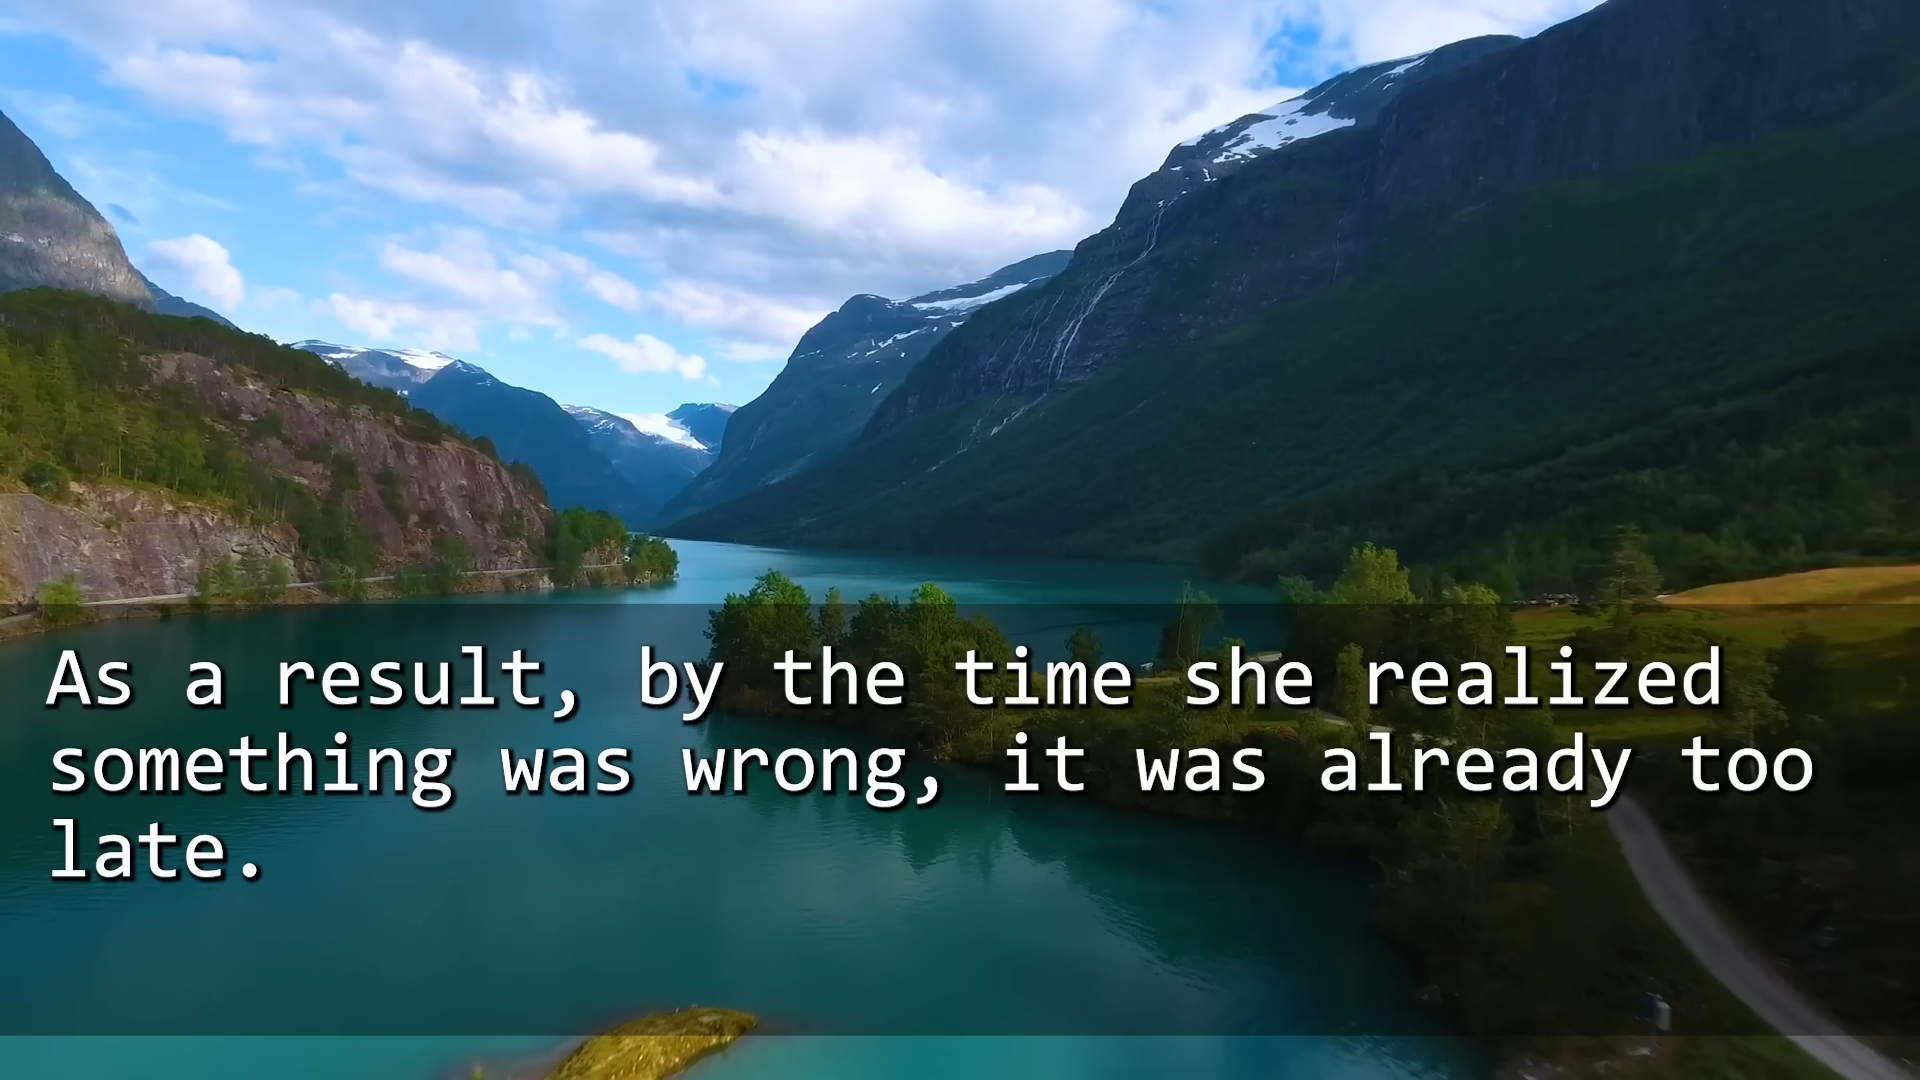 As a result, by the time she realized
something was wrong, it was already too
late.